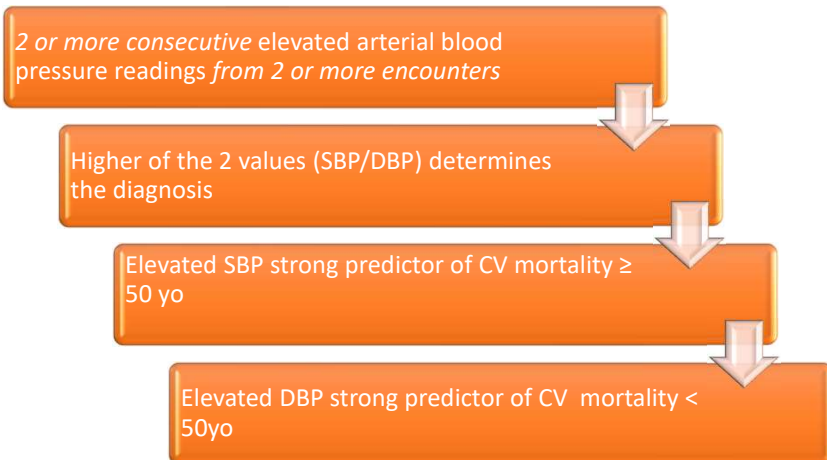 2 or more consecutive elevated arterial blood
pressure readings from 2 or more encounters
Higher of the 2 values (SBP/DBP) determines
the diagnosis
Elevated SBP strong predictor of CV mortality ≥
50 yo
Elevated DBP strong predictor of CV  mortality <
50yo